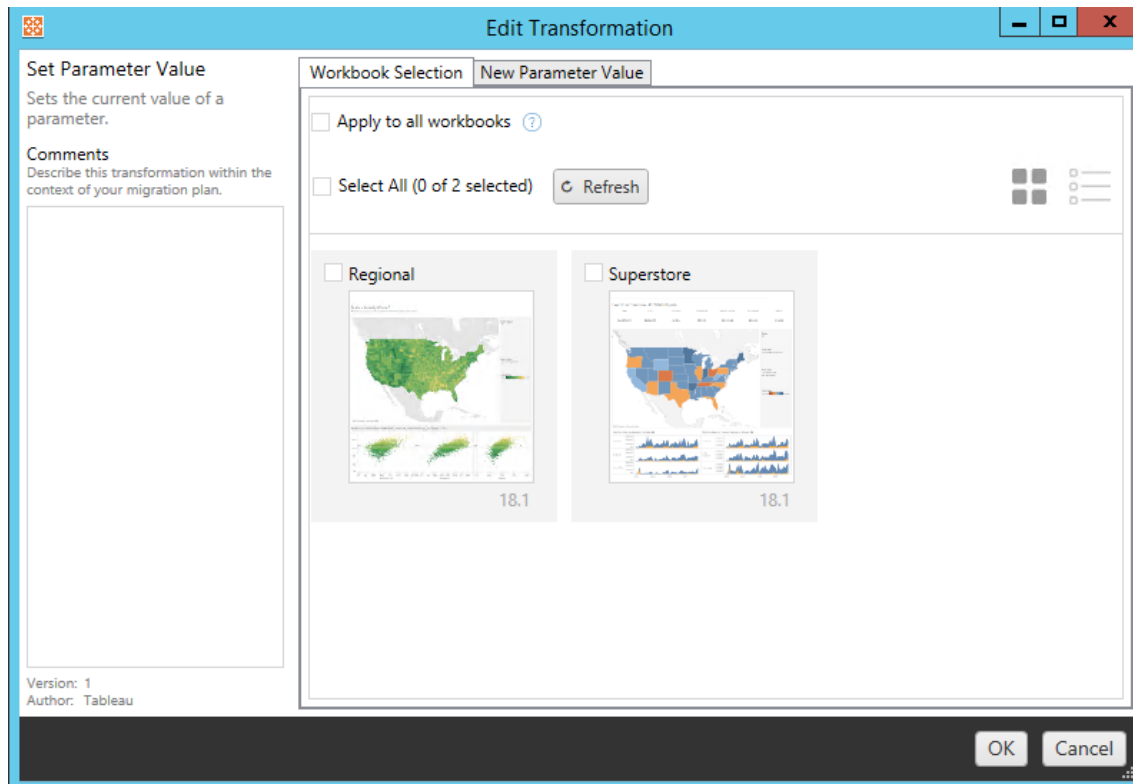 Edit Transformation
Set Parameter Value
Sets the current value of a
parameter.
Comments
Describe this transformation within the
context of your migration plan.
Version: 1
Author: Tableau
Workbook Selection
New Parameter Value
Apply to all workbooks ?
Select All (0 of 2 selected)
Refresh
Regional
18.1
Superstore
18.1
OK
Cancel